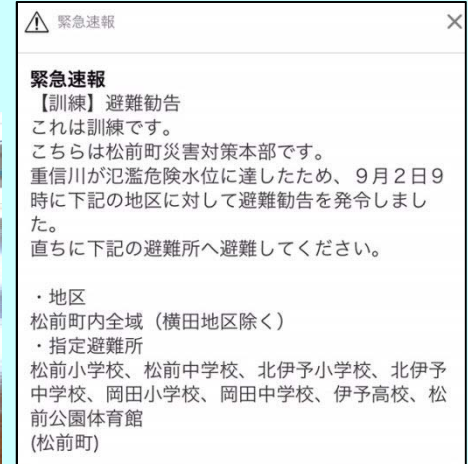 緊急速報
緊急速報
【訓練】避難勧告
これは訓練です。
こちらは松前町災害対策本部です。
重信川が氾濫危険水位に達したため、９月２日９
時に下記の地区に対して避難勧告を発令しまし
た。
直ちに下記の避難所へ避難してください。
・地区
松前町内全域（横田地区除く）
・指定避難所
松前小学校、松前中学校、北伊予小学校、北伊予
中学校、岡田小学校、岡田中学校、伊予高校、松
前公園体育館
(松前町)